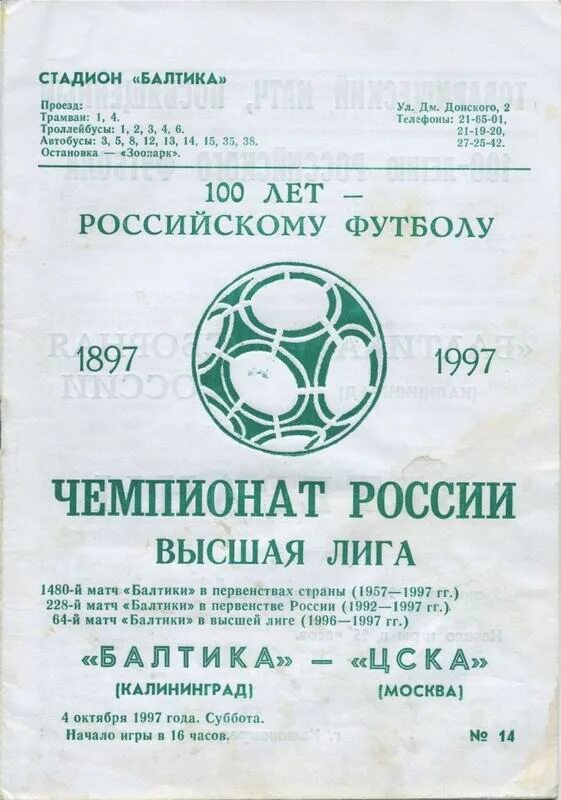 СТАДИОН «БАЛТИКА»
Проезд:
Трамваи: 1, 4.
Троллейбусы: 1, 2, 3, 4, 6.
Автобусы: 3, 5, 8, 12, 13, 14, 15, 35, 38.
Остановка — «Зоопарк».
Ул. Дм. Донского, 2
Телефоны: 21-65-01,
21-19-20,
27-25-42.
100 ЛЕТ —
РОССИЙСКОМУ ФУТБОЛУ
1897
1997
ЧЕМПИОНАТ РОССИИ
ВЫСШАЯ ЛИГА
1480-й матч «Балтики» в первенствах страны (1957—1997 гг.)
228-й матч «Балтики» в первенстве России (1992—1997 гг.)
64-й матч «Балтики» в высшей лиге (1996—1997 гг.)
«БАЛТИКА» — «ЦСКА»
(КАЛИНИНГРАД) (МОСКВА)
4 октября 1997 года. Суббота.
Начало игры в 16 часов.
№ 14